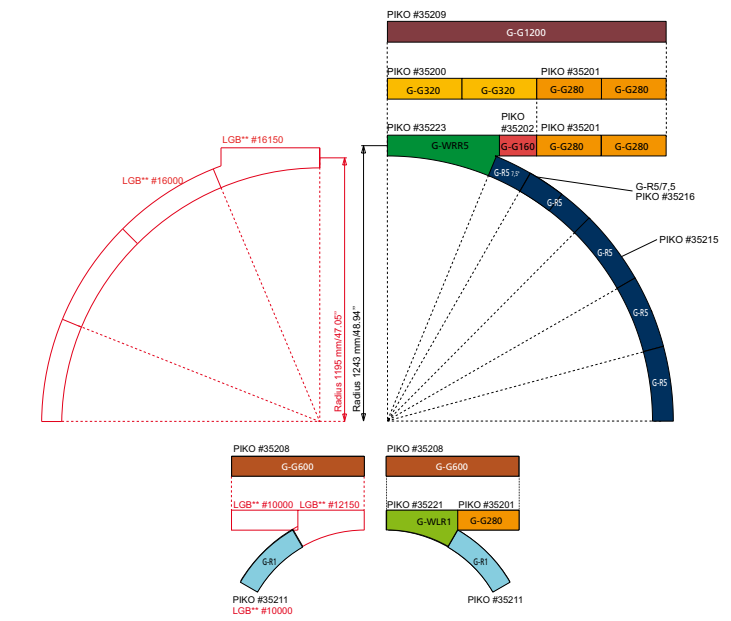 PIKO #35209
G-G1200
PIKO #35200
PIKO #35201
G-G320
G-G320
G-G280
G-G280
PIKO
#35202
PIKO #35223
PIKO #35201
G-WRR5
G-G160
G-G280
G-G280
LGB** #16150
LGB** #16000
G-R5 7,5°
G-R5/7,5
PIKO #35216
G-R5
PIKO #35215
G-R5
G-R5
G-R5
Radius 1195 mm/47.05"
Radius 1243 mm/48.94"
PIKO #35208
G-G600
PIKO #35208
G-G600
LGB** #10000
LGB** #12150
PIKO #35221
PIKO #35201
G-WLR1
G-G280
G-R1
G-R1
PIKO #35211
LGB** #10000
PIKO #35211